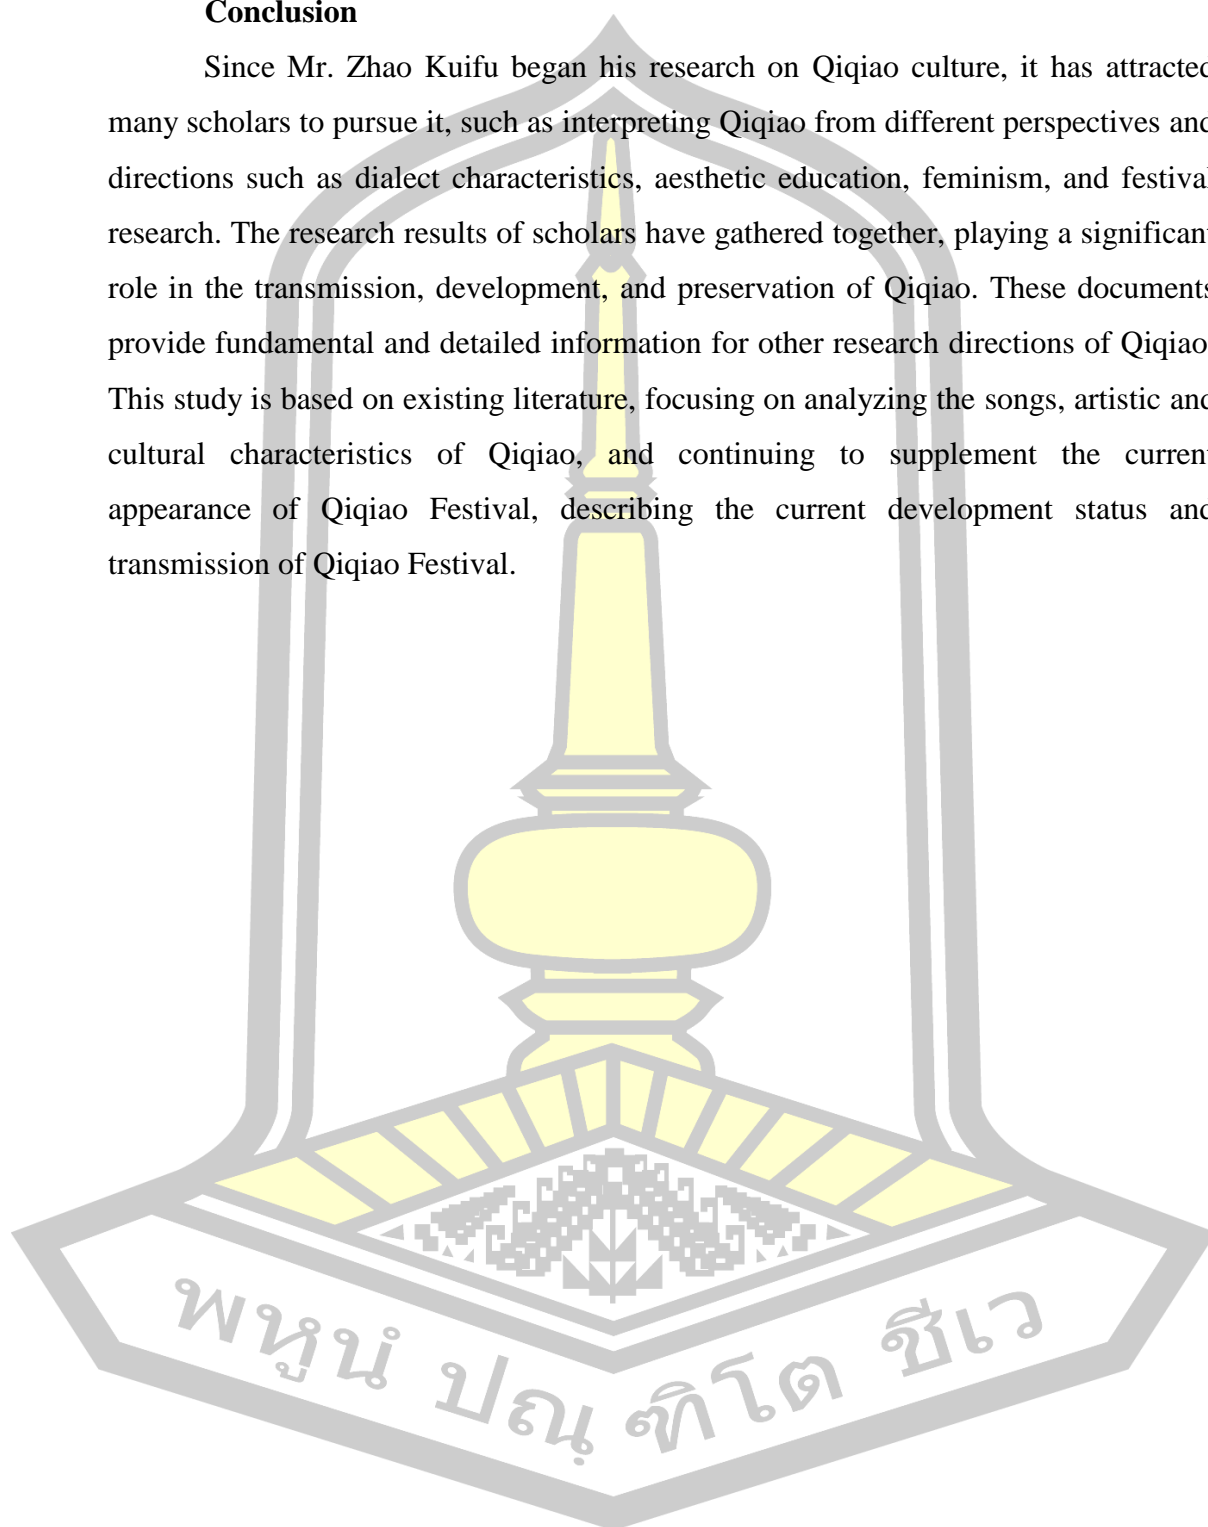 Conclusion
Since Mr. Zhao Kuifu began his research on Qiqiao culture, it has attracted
many scholars to pursue it, such as interpreting Qiqiao from different perspectives and
directions such as dialect characteristics, aesthetic education, feminism, and festival
research. The research results of scholars have gathered together, playing a significant
role in the transmission, development, and preservation of Qiqiao. These documents
provide fundamental and detailed information for other research directions of Qiqiao
This study is based on existing literature, focusing on analyzing the songs, artistic and
cultural characteristics of Qiqiao, and continuing to supplement the current
appearance of Qiqiao Festival, describing the current development status and
transmission of Qiqiao Festival.
พหูนํ ปณฺฑิโต ชีเว